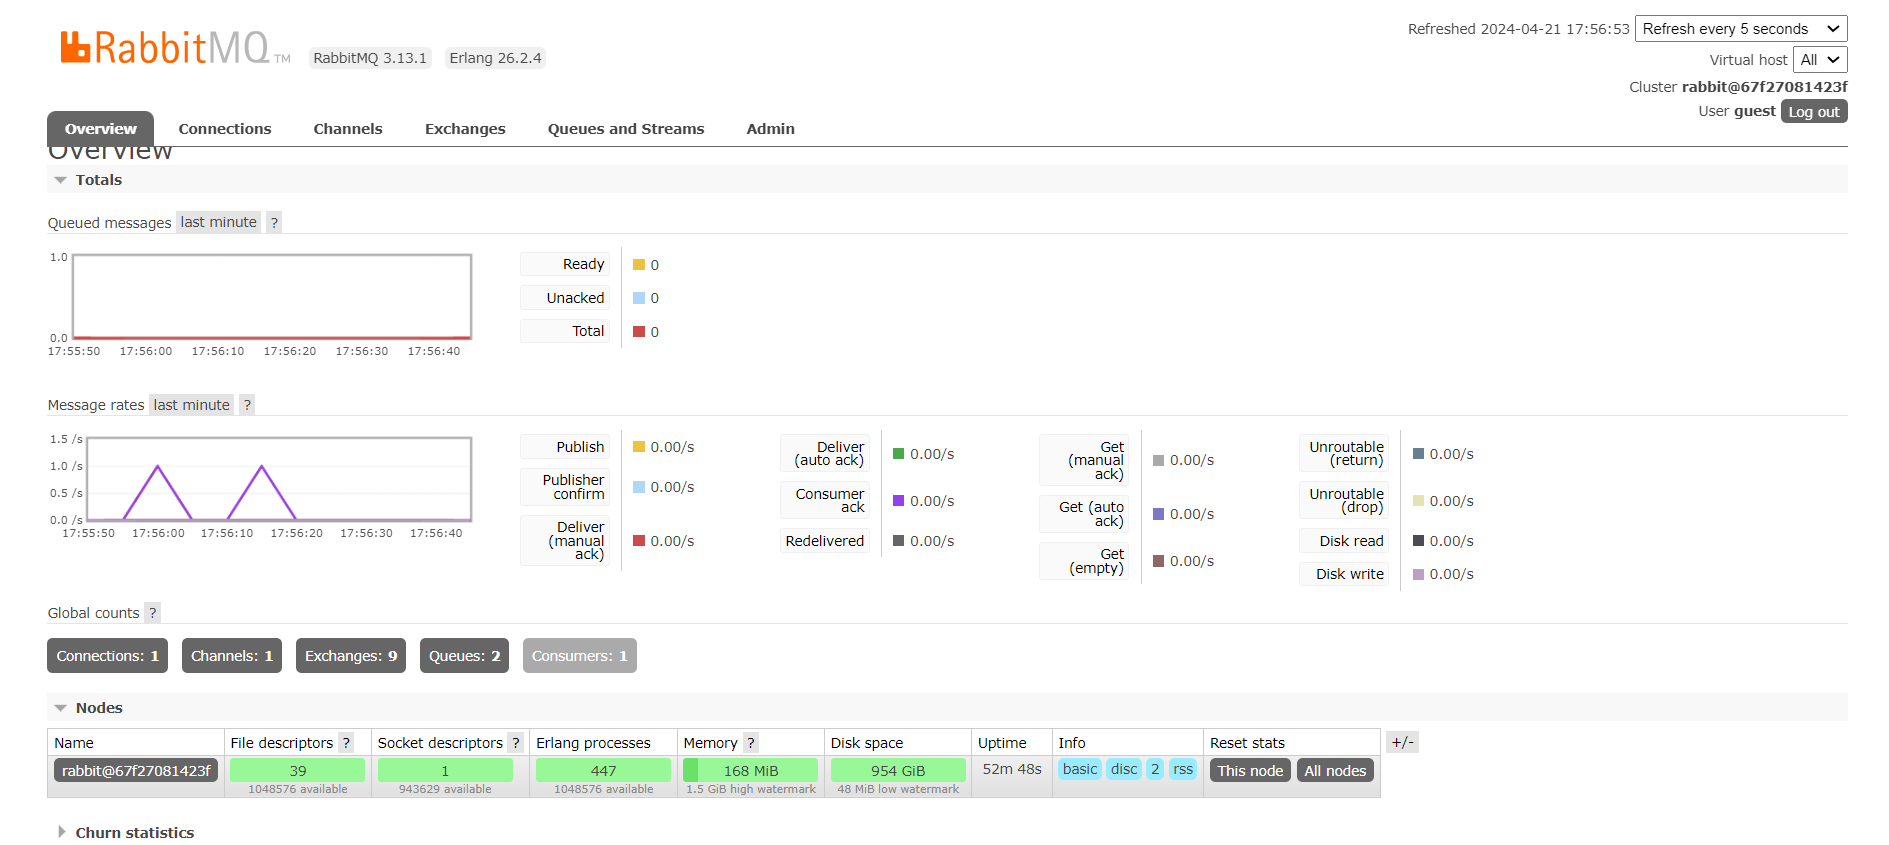 RabbitMQ TM RabbitMQ 3.13.1 Erlang 26.2.4
Refreshed 2024-04-21 17:56:53 Refresh every 5 seconds
Virtual host All
Cluster rabbit@67f27081423f
User guest Log out
Overview Connections Channels Exchanges Queues and Streams Admin
Overview
Totals
Queued messages last minute ?
1.0
0.0
17:55:50 17:56:00 17:56:10 17:56:20 17:56:30 17:56:40
Ready 0
Unacked 0
Total 0
Message rates last minute ?
1.5 /s
1.0 /s
0.5 /s
0.0 /s
17:55:50 17:56:00 17:56:10 17:56:20 17:56:30 17:56:40
Publish 0.00/s
Publisher
confirm 0.00/s
Deliver
(manual
ack) 0.00/s
Deliver
(auto ack) 0.00/s
Consumer
ack 0.00/s
Redelivered 0.00/s
Get
(manual
ack) 0.00/s
Get (auto
ack) 0.00/s
Get
(empty) 0.00/s
Unroutable
(return) 0.00/s
Unroutable
(drop) 0.00/s
Disk read 0.00/s
Disk write 0.00/s
Global counts ?
Connections: 1 Channels: 1 Exchanges: 9 Queues: 2 Consumers: 1
Nodes
Name File descriptors ? Socket descriptors ? Erlang processes Memory ? Disk space Uptime Info Reset stats +/-
rabbit@67f27081423f 39 1 447 168 MiB 954 GiB 52m 48s basic disc 2 rss This node All nodes
1048576 available 943629 available 1048576 available 1.5 GiB high watermark 48 MiB low watermark
Churn statistics